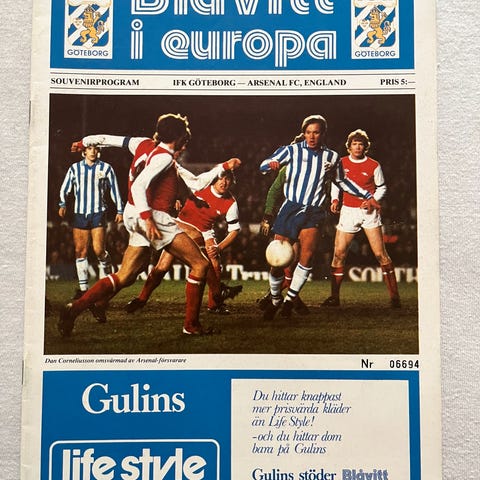 Blåvitt
i europa
GÖTEBORG
GÖTEBORG
SOUVENIRPROGRAM IFK GÖTEBORG — ARSENAL FC, ENGLAND PRIS 5:—
Dan Corneliusson omsvärmad av Arsenal-försvarare
Nr 06694
Gulins
life style
Du hittar knappast
mer prisvärda kläder
än Life Style!
-och du hittar dom
bara på Gulins
Gulins stöder Blåvitt